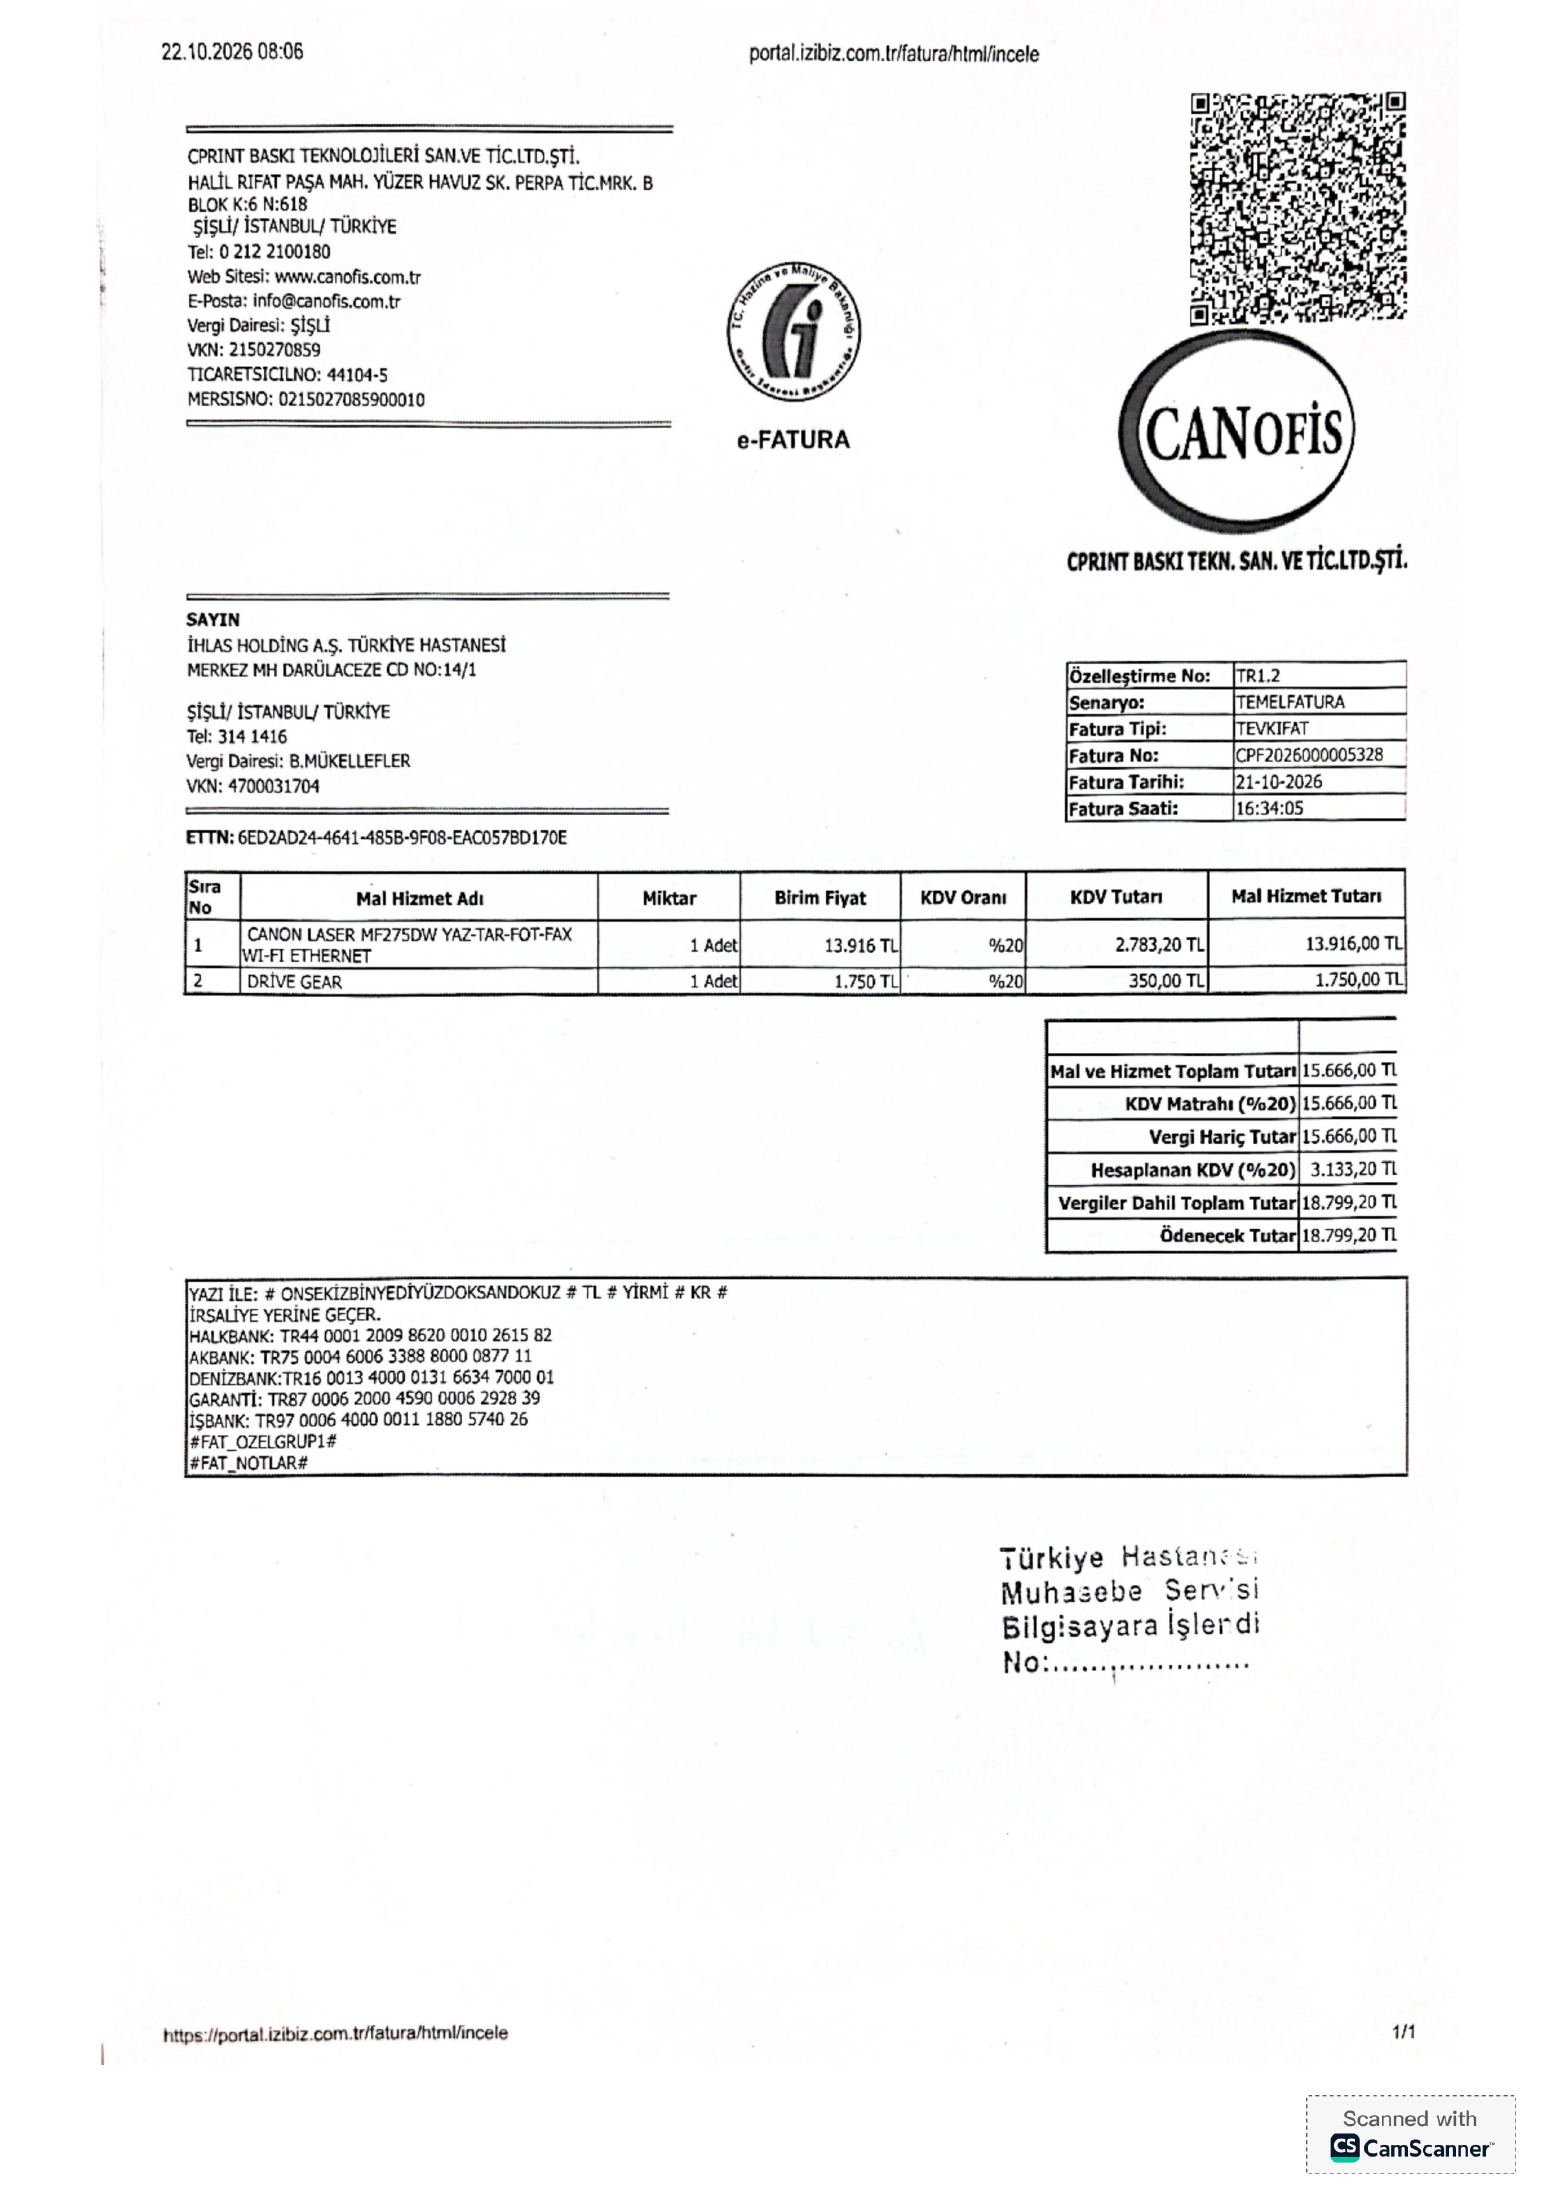 22.10.2026 08:06
portal.izibiz.com.tr/fatura/html/incele
CPRINT BASKI TEKNOLOJİLERİ SAN.VE TİC.LTD.ŞTİ.
HALİL RIFAT PAŞA MAH. YÜZER HAVUZ SK. PERPA TİC.MRK. B
BLOK K:6 N:618
ŞİŞLİ/ İSTANBUL/ TÜRKİYE
Tel: 0 212 2100180
Web Sitesi: www.canofis.com.tr
E-Posta: info@canofis.com.tr
Vergi Dairesi: ŞİŞLİ
VKN: 2150270859
TICARETSICILNO: 44104-5
MERSISNO: 0215027085900010
T.C. Hazine ve Maliye Bakanlığı
Gelir İdaresi Başkanlığı
e-FATURA
CANOFİS
CPRINT BASKI TEKN. SAN. VE TİC.LTD.ŞTİ.
SAYIN
İHLAS HOLDİNG A.Ş. TÜRKİYE HASTANESİ
MERKEZ MH DARÜLACEZE CD NO:14/1
ŞİŞLİ/ İSTANBUL/ TÜRKİYE
Tel: 314 1416
Vergi Dairesi: B.MÜKELLEFLER
VKN: 4700031704
Özelleştirme No: TR1.2
Senaryo: TEMELFATURA
Fatura Tipi: TEVKIFAT
Fatura No: CPF2026000005328
Fatura Tarihi: 21-10-2026
Fatura Saati: 16:34:05
ETTN: 6ED2AD24-4641-485B-9F08-EAC057BD170E
Sıra No Mal Hizmet Adı Miktar Birim Fiyat KDV Oranı KDV Tutarı Mal Hizmet Tutarı
1 CANON LASER MF275DW YAZ-TAR-FOT-FAX WI-FI ETHERNET 1 Adet 13.916 TL %20 2.783,20 TL 13.916,00 TL
2 DRİVE GEAR 1 Adet 1.750 TL %20 350,00 TL 1.750,00 TL
Mal ve Hizmet Toplam Tutarı 15.666,00 TL
KDV Matrahı (%20) 15.666,00 TL
Vergi Hariç Tutar 15.666,00 TL
Hesaplanan KDV (%20) 3.133,20 TL
Vergiler Dahil Toplam Tutar 18.799,20 TL
Ödenecek Tutar 18.799,20 TL
YAZI İLE: # ONSEKİZBİNYEDİYÜZDOKSANDOKUZ # TL # YİRMİ # KR #
İRSALİYE YERİNE GEÇER.
HALKBANK: TR44 0001 2009 8620 0010 2615 82
AKBANK: TR75 0004 6006 3388 8000 0877 11
DENİZBANK:TR16 0013 4000 0131 6634 7000 01
GARANTİ: TR87 0006 2000 4590 0006 2928 39
İŞBANK: TR97 0006 4000 0011 1880 5740 26
#FAT_OZELGRUP1#
#FAT_NOTLAR#
Türkiye Hastanesi
Muhasebe Servisi
Bilgisayara İşlendi
No:......................
https://portal.izibiz.com.tr/fatura/html/incele
1/1
Scanned with
CS CamScanner™